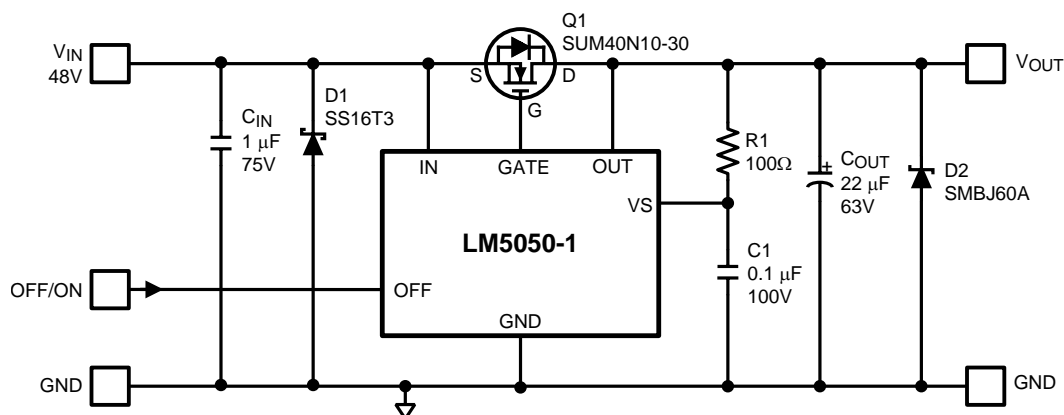 Q1
SUM40N10-30
VIN
48V
S
D
G
VOUT
D1
SS16T3
CIN
1 μF
75V
R1
100Ω
COUT
22 μF
63V
+
D2
SMBJ60A
IN
GATE
OUT
VS
LM5050-1
C1
0.1 μF
100V
OFF/ON
OFF
GND
GND
GND